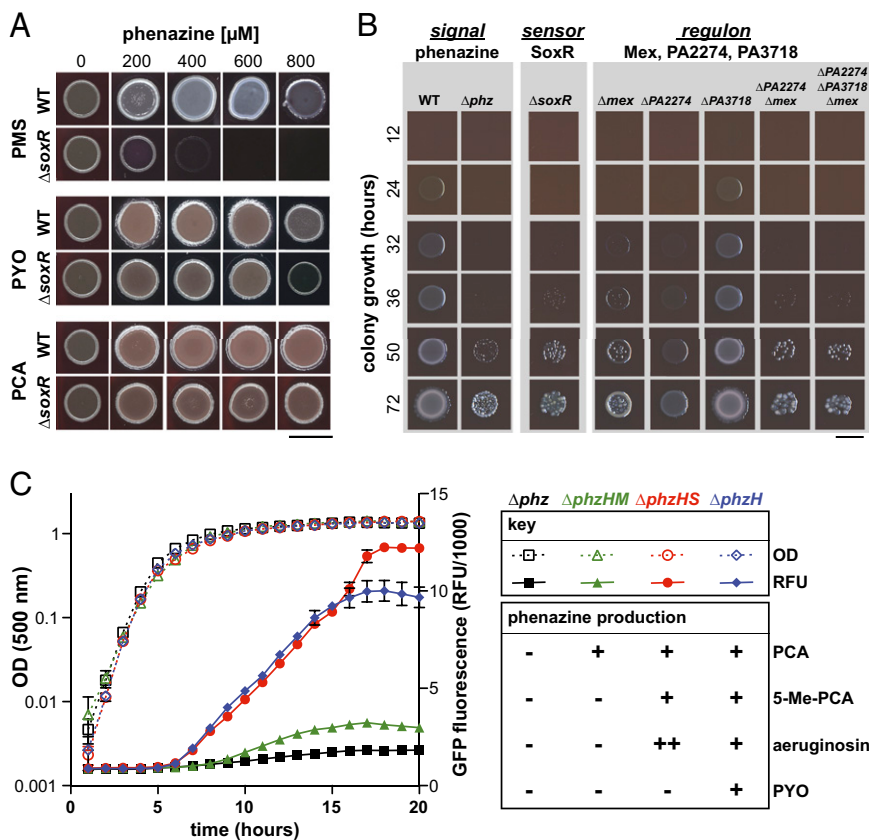 A
phenazine [µM]
0 200 400 600 800
PMS
WT
ΔsoxR
PYO
WT
ΔsoxR
PCA
WT
ΔsoxR
B
signal sensor regulon
phenazine SoxR Mex, PA2274, PA3718
WT Δphz ΔsoxR Δmex ΔPA2274 ΔPA3718 ΔPA2274 Δmex ΔPA2274 ΔPA3718 Δmex
colony growth (hours)
12
24
32
36
50
72
C
Δphz ΔphzHM ΔphzHS ΔphzH
key
OD
RFU
phenazine production
- + + + PCA
- - + + 5-Me-PCA
- - ++ + aeruginosin
- - - + PYO
OD (500 nm)
1
0.1
0.01
0.001
GFP fluorescence (RFU/1000)
15
10
5
0
0 5 10 15 20
time (hours)